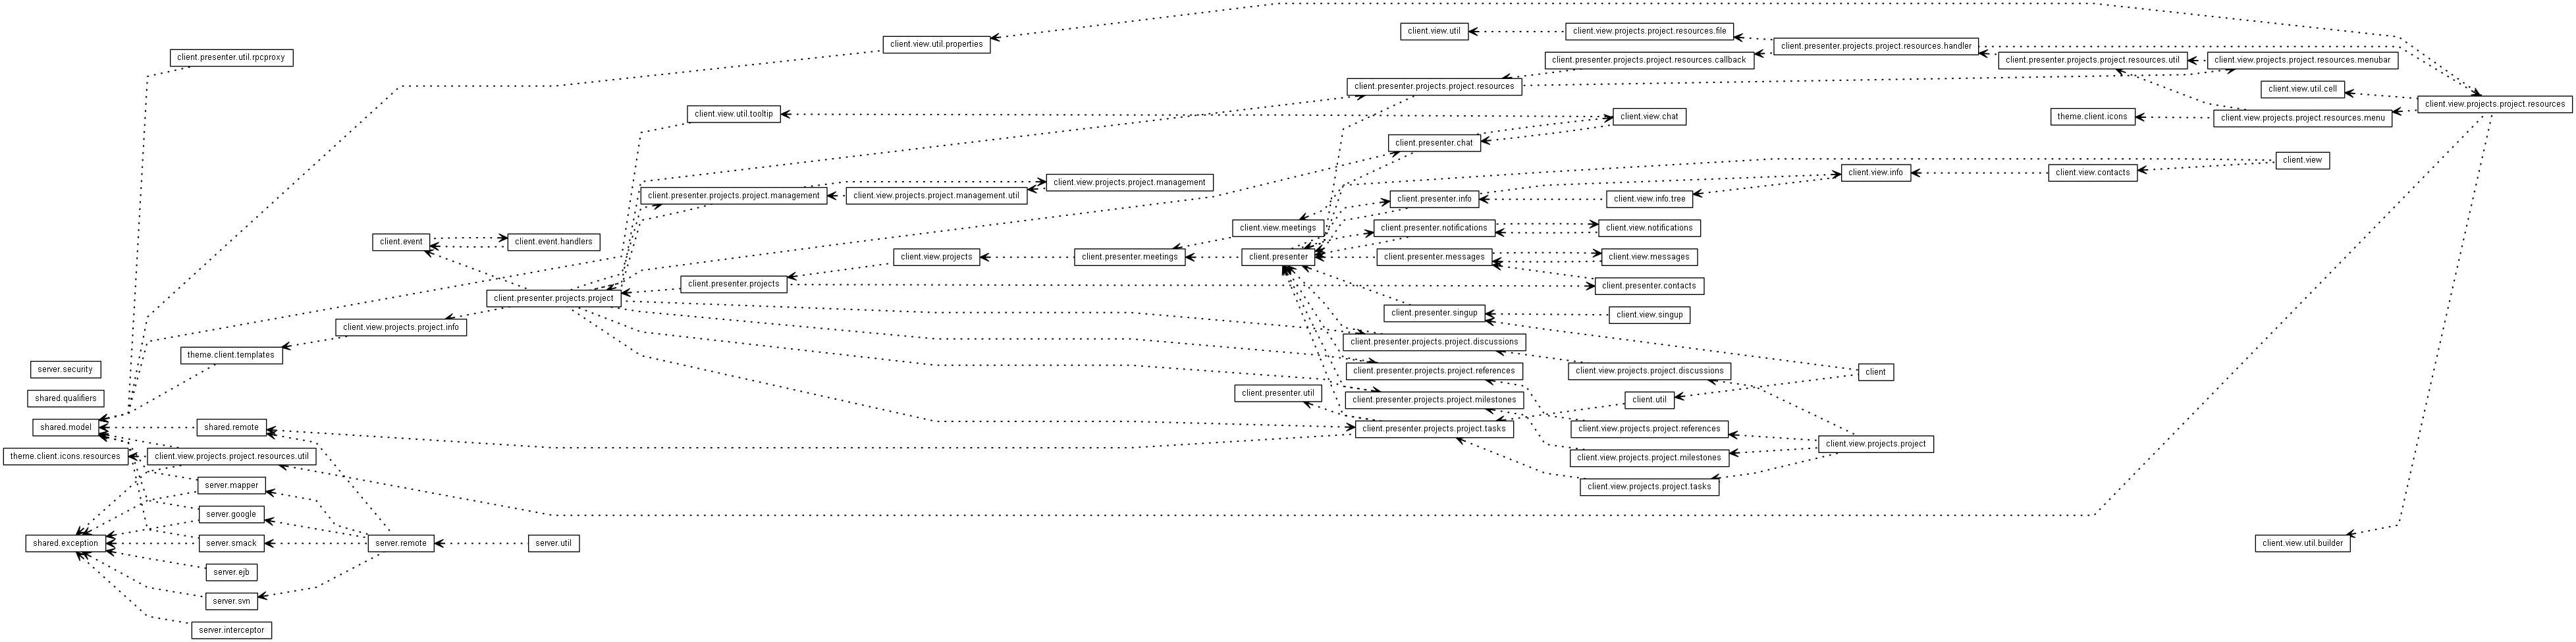 client.view.util
client.view.projects.project.resources.file
client.view.util.properties
client.presenter.projects.project.resources.handler
client.presenter.util.rpcproxy
client.presenter.projects.project.resources.callback
client.presenter.projects.project.resources.util
client.view.projects.project.resources.menubar
client.presenter.projects.project.resources
client.view.util.cell
client.view.projects.project.resources
client.view.util.tooltip
client.view.chat
theme.client.icons
client.view.projects.project.resources.menu
client.presenter.chat
client.view
client.view.info
client.view.contacts
client.view.projects.project.management
client.presenter.projects.project.management
client.view.projects.project.management.util
client.presenter.info
client.view.info.tree
client.view.meetings
client.presenter.notifications
client.view.notifications
client.event
client.event.handlers
client.view.projects
client.presenter.meetings
client.presenter
client.presenter.messages
client.view.messages
client.presenter.projects
client.presenter.contacts
client.presenter.projects.project
client.presenter.singup
client.view.singup
client.view.projects.project.info
client.presenter.projects.project.discussions
theme.client.templates
server.security
client.presenter.projects.project.references
client.view.projects.project.discussions
client
client.presenter.util
shared.qualifiers
client.presenter.projects.project.milestones
client.util
shared.model
shared.remote
client.presenter.projects.project.tasks
client.view.projects.project.references
client.view.projects.project
theme.client.icons.resources
client.view.projects.project.resources.util
client.view.projects.project.milestones
server.mapper
client.view.projects.project.tasks
server.google
shared.exception
server.smack
server.remote
server.util
client.view.util.builder
server.ejb
server.svn
server.interceptor